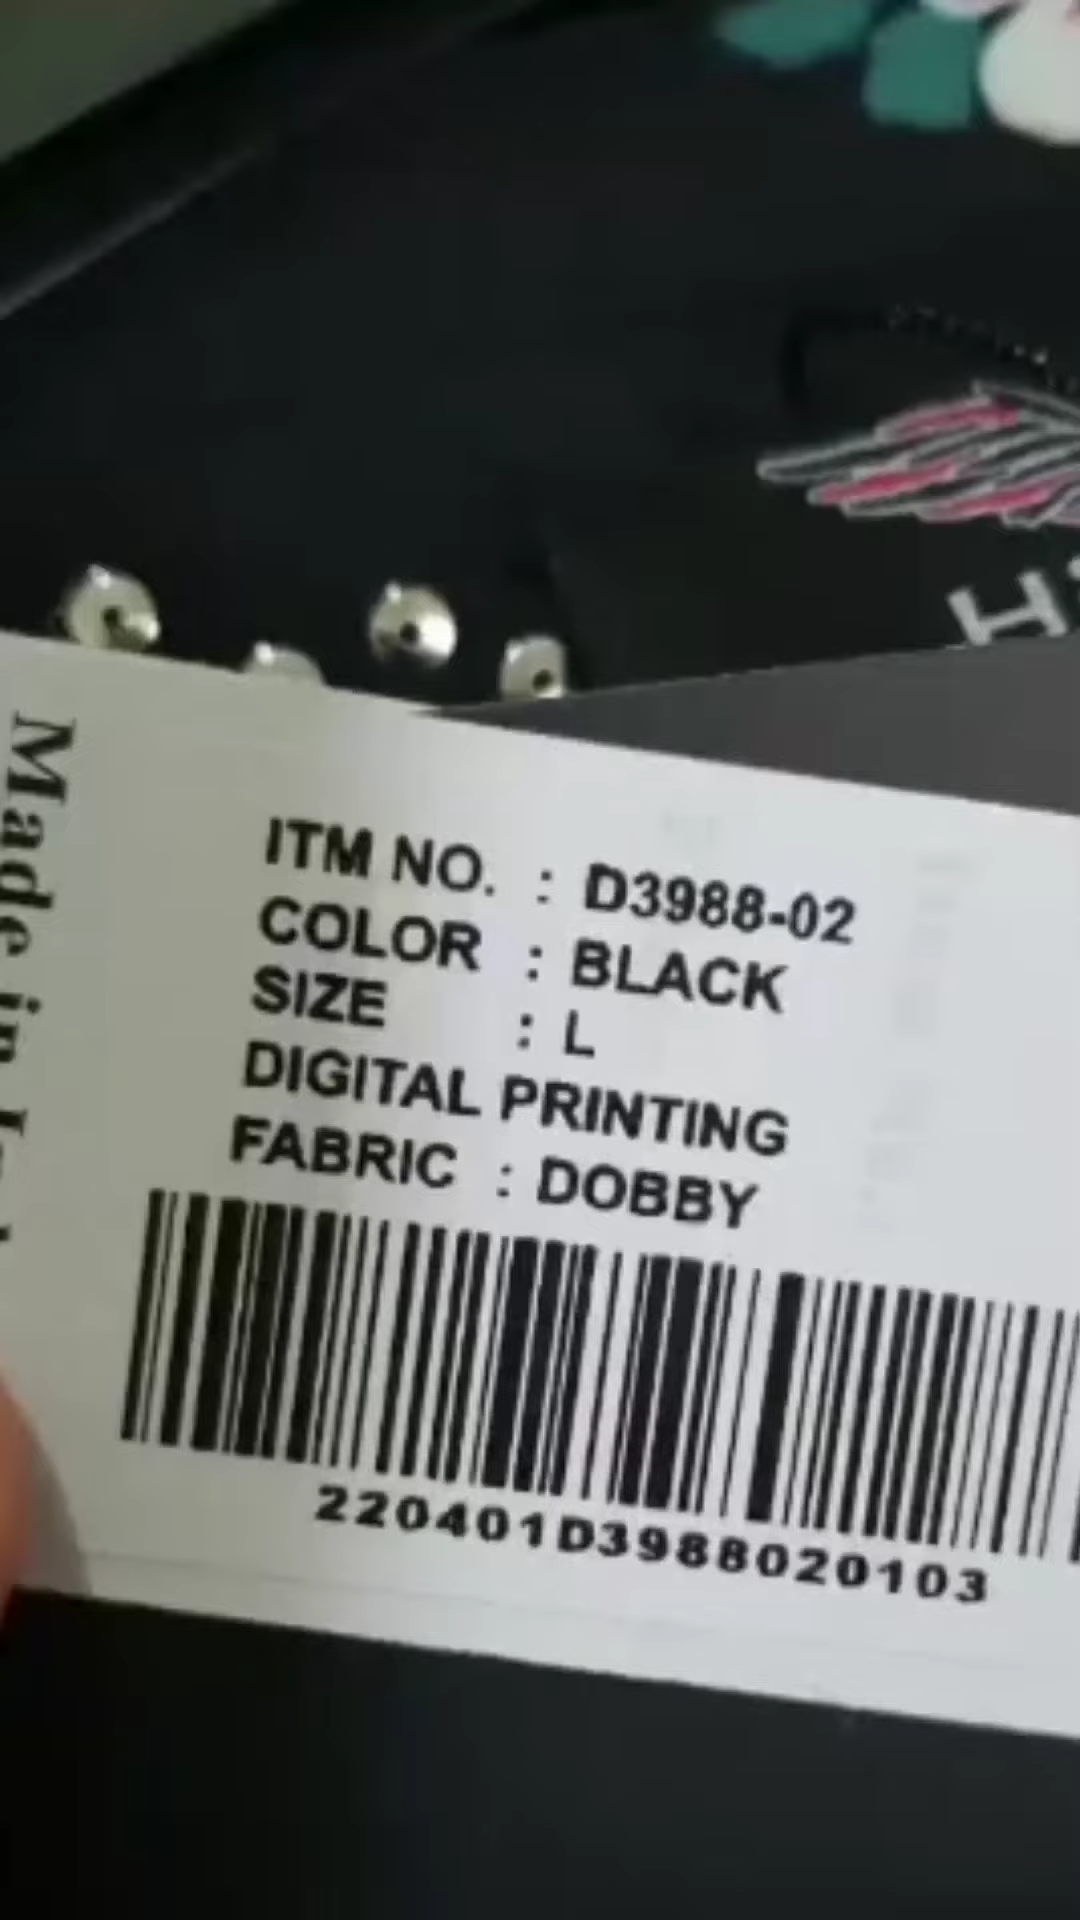 Made in
ITM NO. : D3988-02
COLOR : BLACK
SIZE : L
DIGITAL PRINTING
FABRIC : DOBBY
220401D3988020103